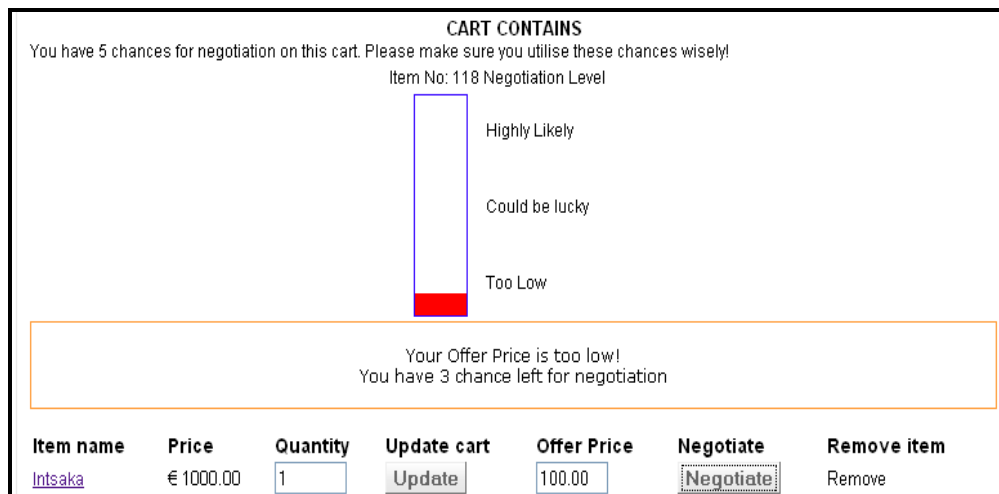 CART CONTAINS
You have 5 chances for negotiation on this cart. Please make sure you utilise these chances wisely!
Item No: 118 Negotiation Level
Highly Likely
Could be lucky
Too Low
Your Offer Price is too low!
You have 3 chance left for negotiation
Item name Price Quantity Update cart Offer Price Negotiate Remove item
Intsaka € 1000.00 1 Update 100.00 Negotiate Remove